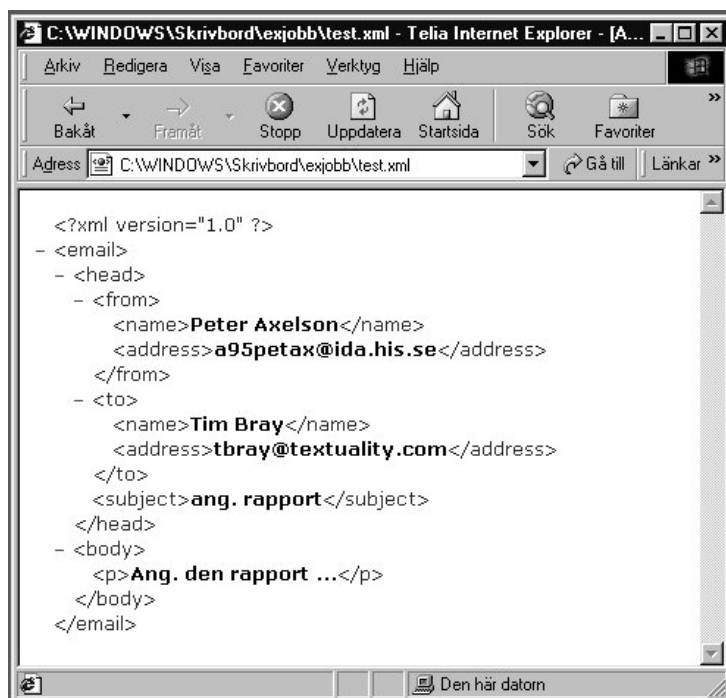 C:\WINDOWS\Skrivbord\exjobb\test.xml - Telia Internet Explorer - [A...
Arkiv Redigera Visa Favoriter Verktyg Hjälp
Bakåt Framåt Stopp Uppdatera Startsida Sök Favoriter »
Adress C:\WINDOWS\Skrivbord\exjobb\test.xml Gå till Länkar »
<?xml version="1.0" ?>
– <email>
– <head>
– <from>
<name>Peter Axelson</name>
<address>a95petax@ida.his.se</address>
</from>
– <to>
<name>Tim Bray</name>
<address>tbray@textuality.com</address>
</to>
<subject>ang. rapport</subject>
</head>
– <body>
<p>Ang. den rapport ...</p>
</body>
</email>
Den här datorn